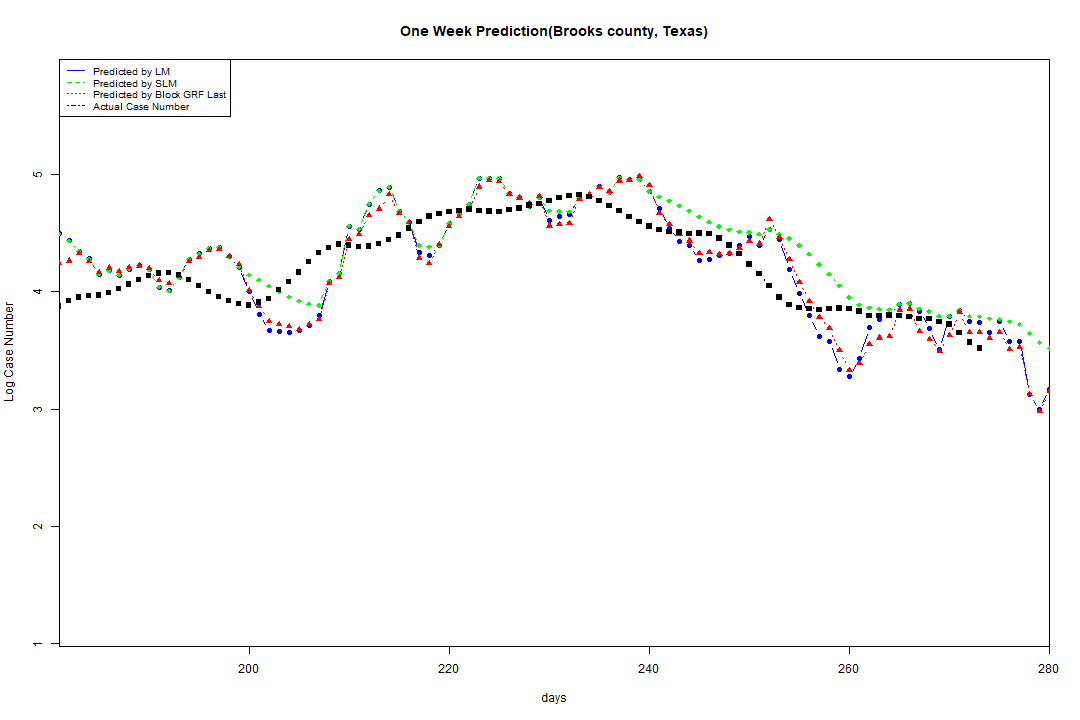 One Week Prediction(Brooks county, Texas)
Predicted by LM
Predicted by SLM
Predicted by Block GRF Last
Actual Case Number
5
4
3
2
1
Log Case Number
200 220 240 260 280
days